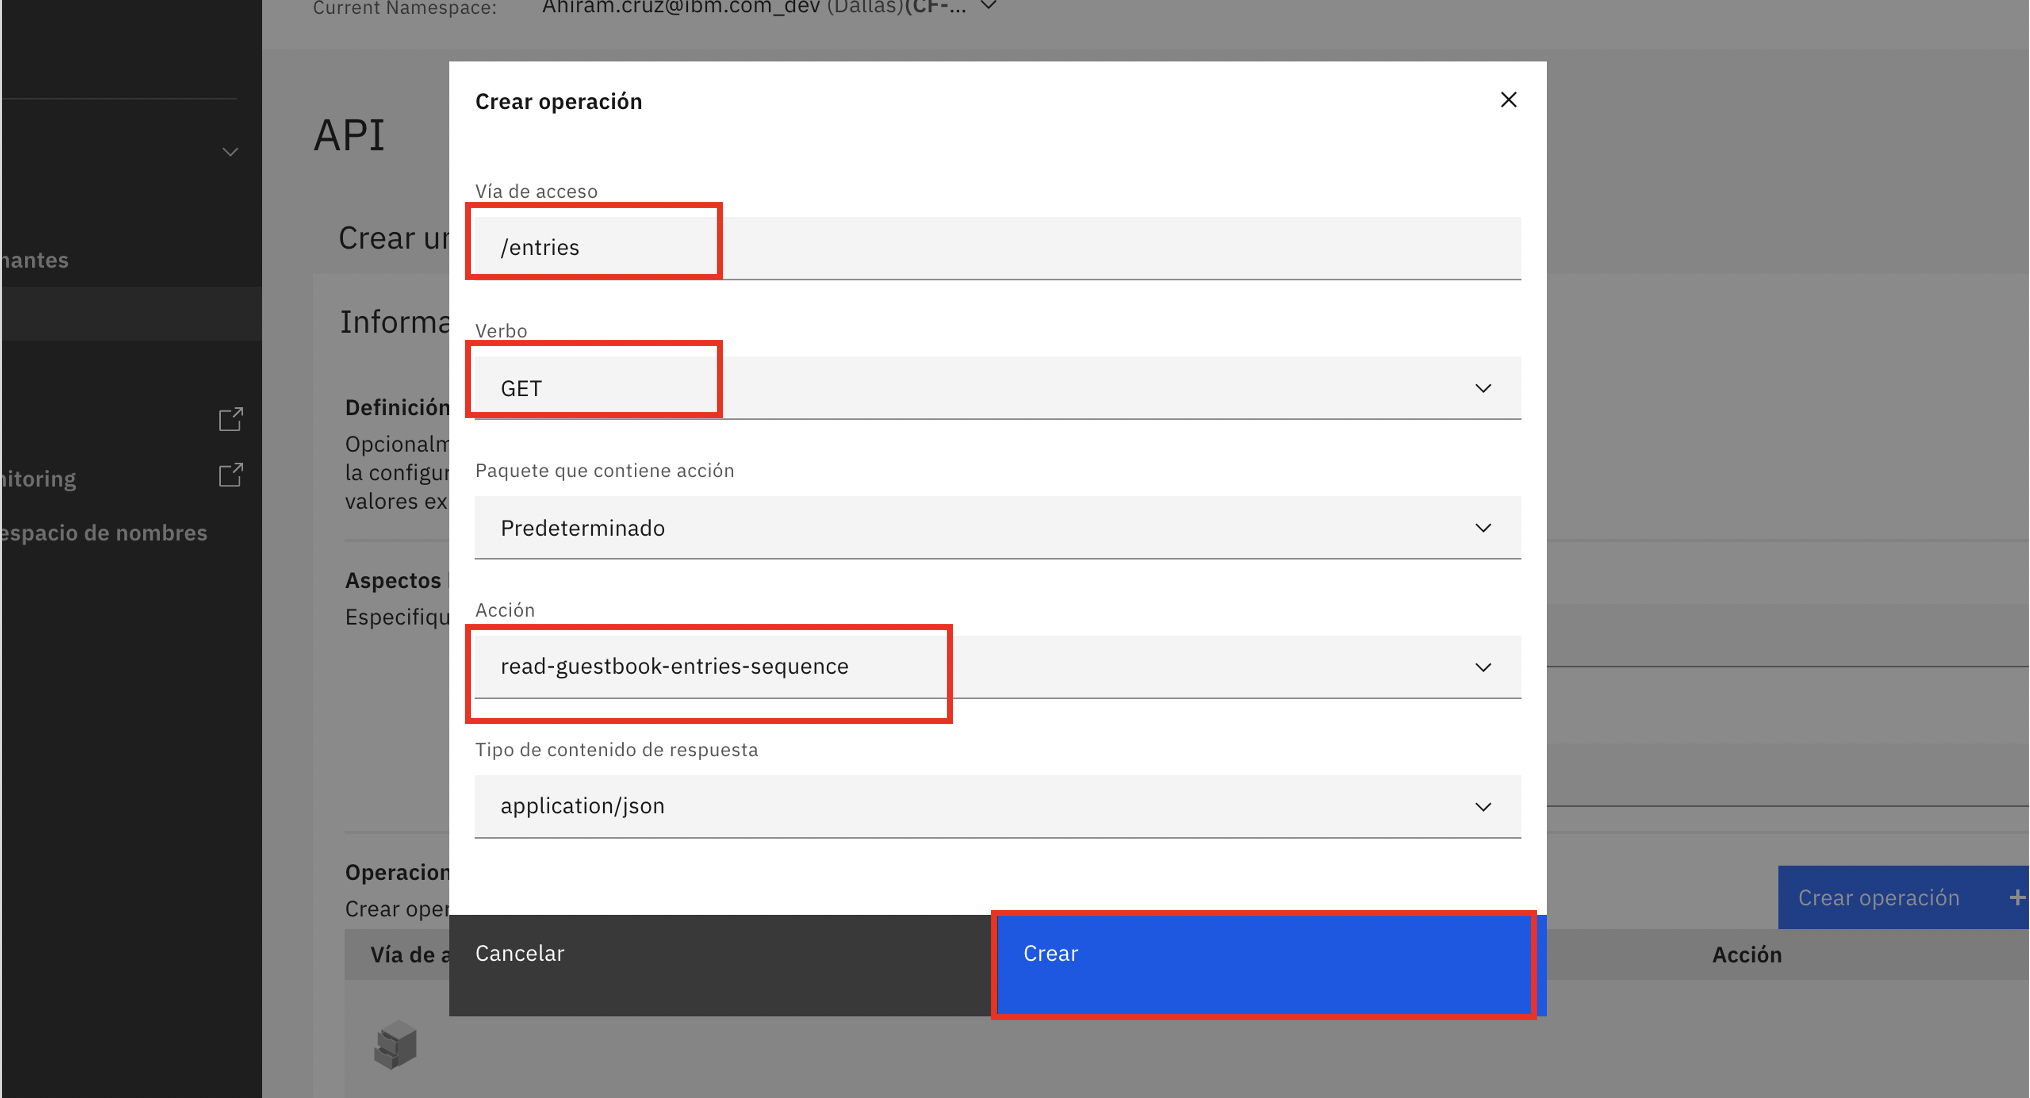 Current Namespace: Ahiram.cruz@ibm.com_dev (Dallas)(CF-...
API
Crear operación
Vía de acceso
/entries
Crear un
nantes
Informa
Verbo
GET
Definición
Opcionalm
la configur
valores ex
Paquete que contiene acción
Predeterminado
nitoring
espacio de nombres
Aspectos
Especifiqu
Acción
read-guestbook-entries-sequence
Tipo de contenido de respuesta
application/json
Operacion
Crear oper
Crear operación +
Cancelar
Crear
Vía de a
Acción